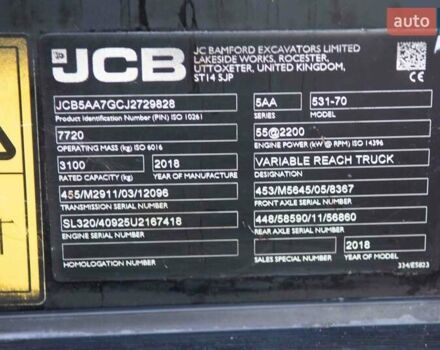 auto
JCB
JC BAMFORD EXCAVATORS LIMITED
LAKESIDE WORKS, ROCESTER,
UTTOXETER, UNITED KINGDOM,
ST14 5JP
JCB5AA7GCJ2729828
5AA
531-70
Product Identification Number (PIN) ISO 10261
SERIES
MODEL
7720
55@2200
OPERATING MASS (kg) ISO 6016
ENGINE POWER (kW @ RPM) ISO 14396
3100
2018
VARIABLE REACH TRUCK
RATED CAPACITY (kg)
YEAR OF MANUFACTURE
DESIGNATION
455/M2911/03/12096
453/M5645/05/8367
TRANSMISSION SERIAL NUMBER
FRONT AXLE SERIAL NUMBER
SL320/40925U2167418
448/58590/11/56860
ENGINE SERIAL NUMBER
REAR AXLE SERIAL NUMBER
2018
HOMOLOGATION NUMBER
SALES SPECIAL NUMBER
YEAR OF MODEL
334/E5823